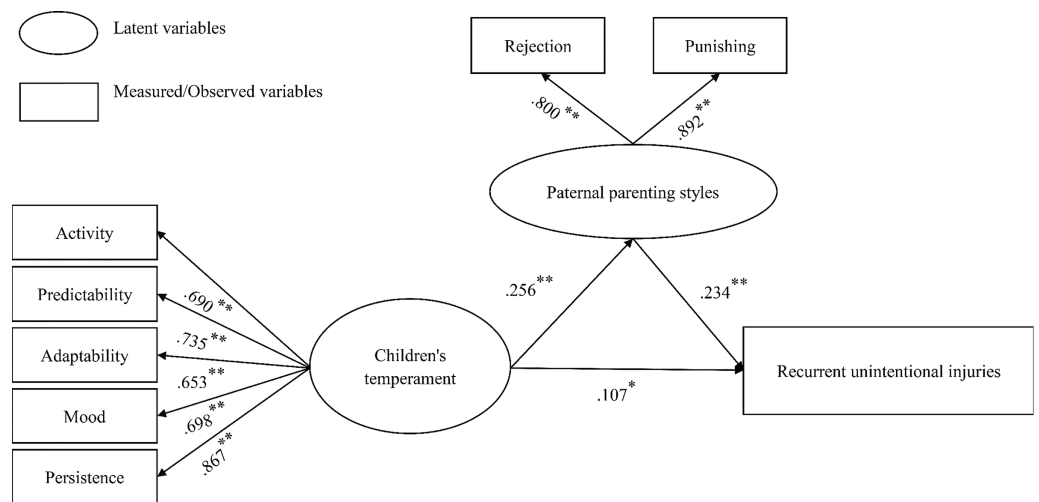 Latent variables
Measured/Observed variables
Rejection
Punishing
.800 **
.892**
Paternal parenting styles
Activity
Predictability
Adaptability
Mood
Persistence
.690 **
.735 **
.653**
.698**
.867**
Children's
temperament
.256**
.234**
.107*
Recurrent unintentional injuries